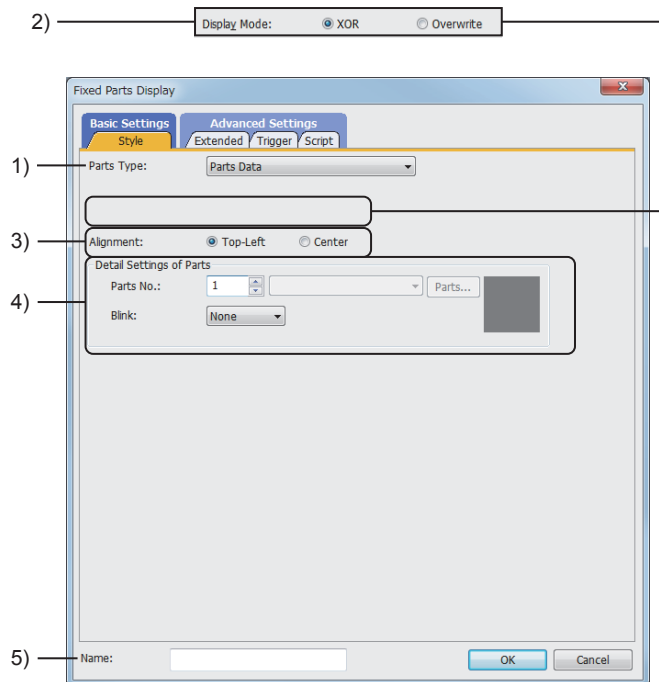 2) Display Mode: XOR Overwrite
Fixed Parts Display x
Basic Settings Advanced Settings
Style Extended Trigger Script
1) Parts Type: Parts Data
3) Alignment: Top-Left Center
Detail Settings of Parts
4) Parts No.: 1 Parts...
Blink: None
5) Name: OK Cancel